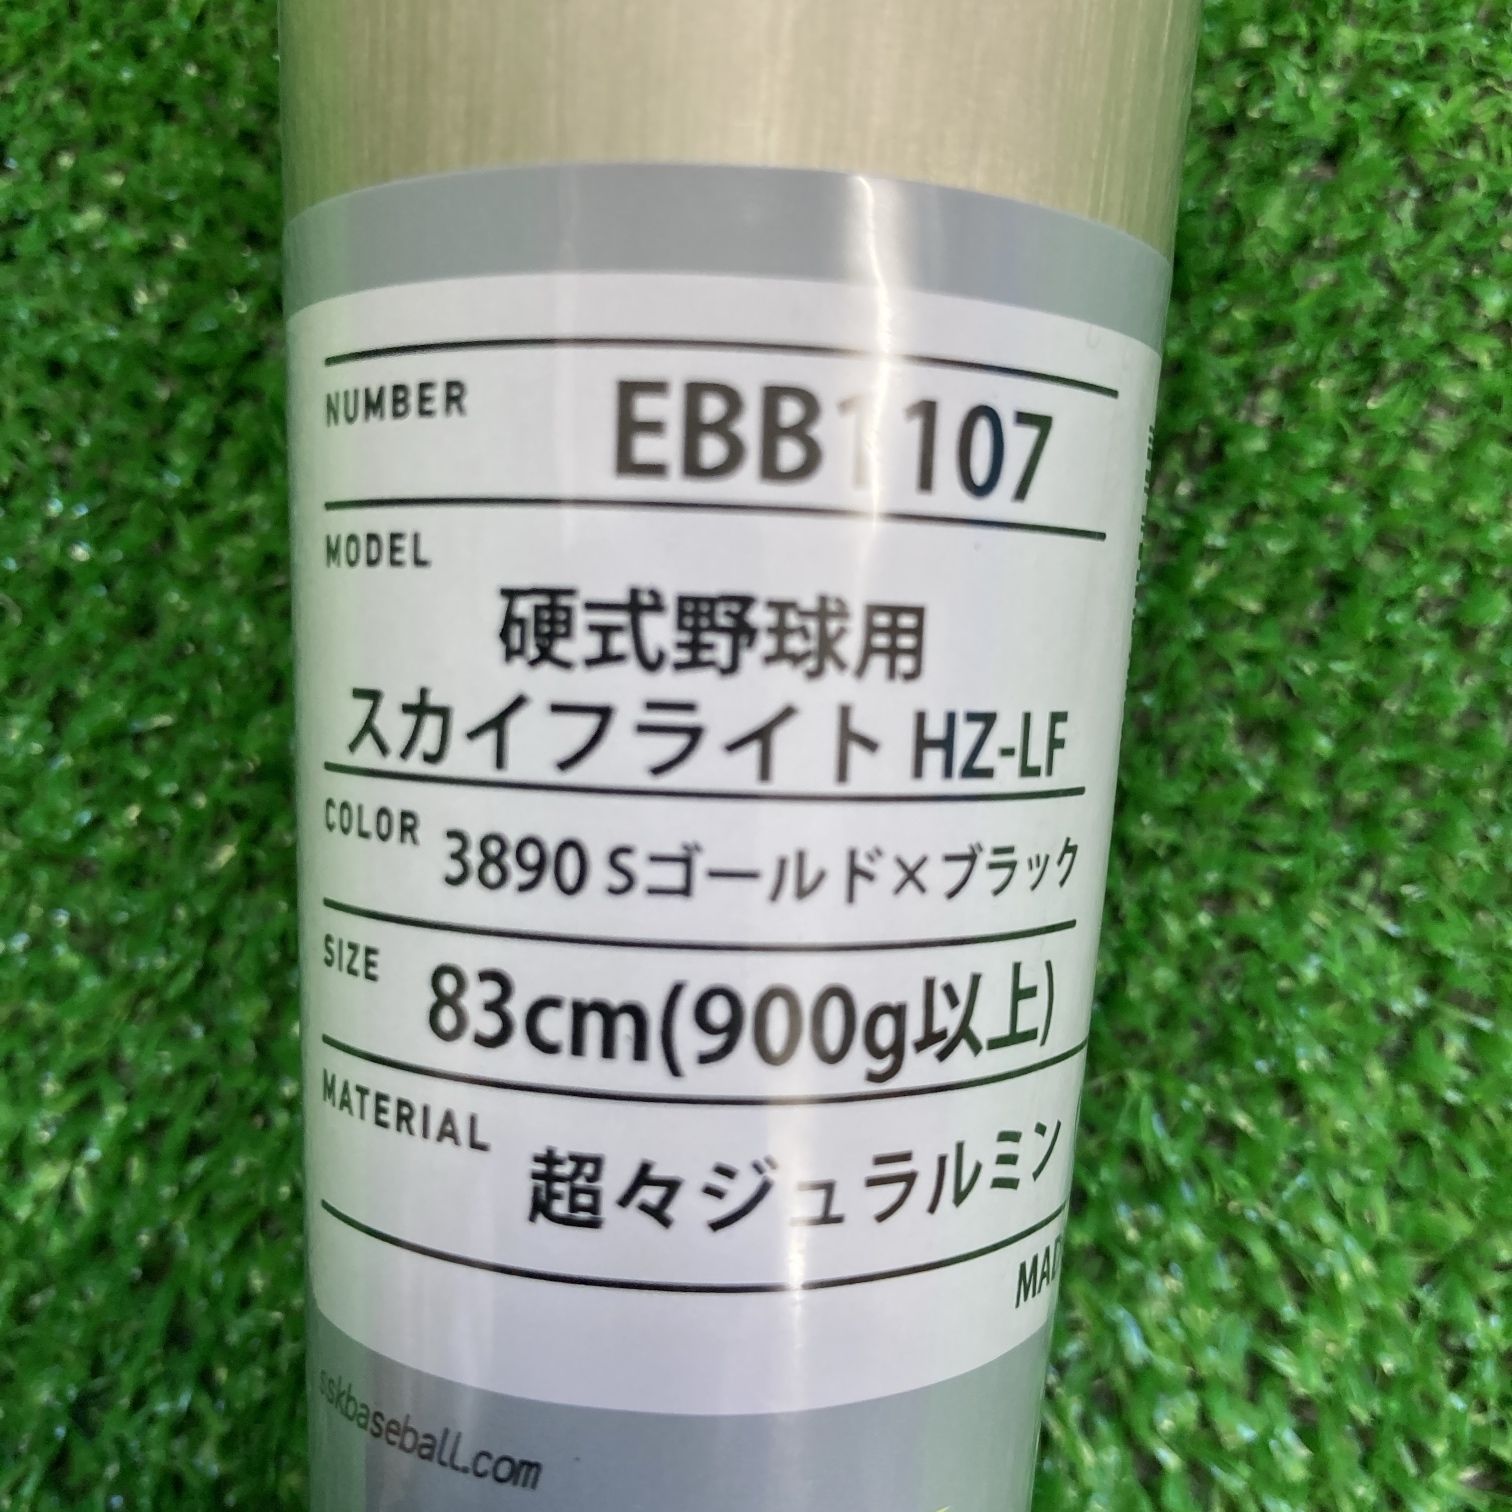 NUMBER EBB1107
MODEL
硬式野球用
スカイフライト HZ-LF
COLOR 3890 Sゴールド×ブラック
SIZE 83cm(900g以上)
MATERIAL 超々ジュラルミン
sskbaseball.com